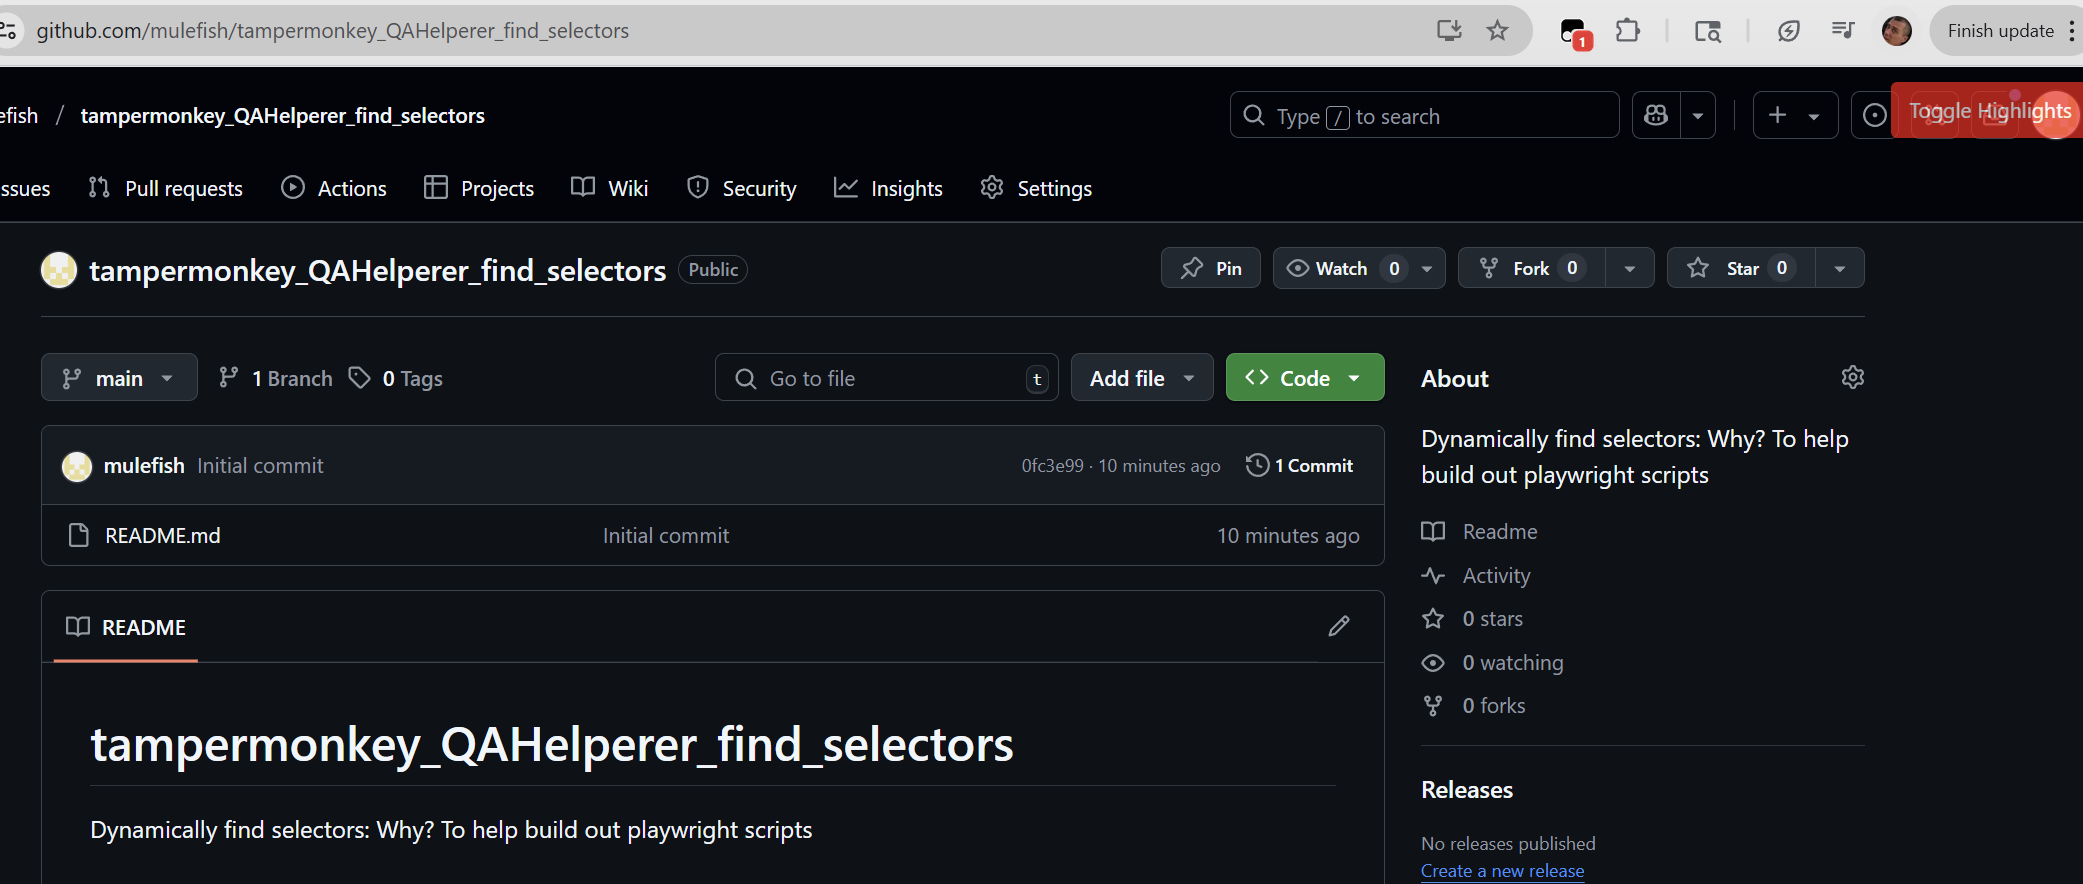 github.com/mulefish/tampermonkey_QAHelperer_find_selectors
1
Finish update
efish / tampermonkey_QAHelperer_find_selectors
Type / to search
Toggle Highlights
ssues
Pull requests
Actions
Projects
Wiki
Security
Insights
Settings
tampermonkey_QAHelperer_find_selectors
Public
Pin
Watch 0
Fork 0
Star 0
main
1 Branch
0 Tags
Go to file
t
Add file
Code
About
Dynamically find selectors: Why? To help
build out playwright scripts
mulefish Initial commit
0fc3e99 · 10 minutes ago
1 Commit
README.md
Initial commit
10 minutes ago
Readme
Activity
0 stars
0 watching
0 forks
README
tampermonkey_QAHelperer_find_selectors
Dynamically find selectors: Why? To help build out playwright scripts
Releases
No releases published
Create a new release